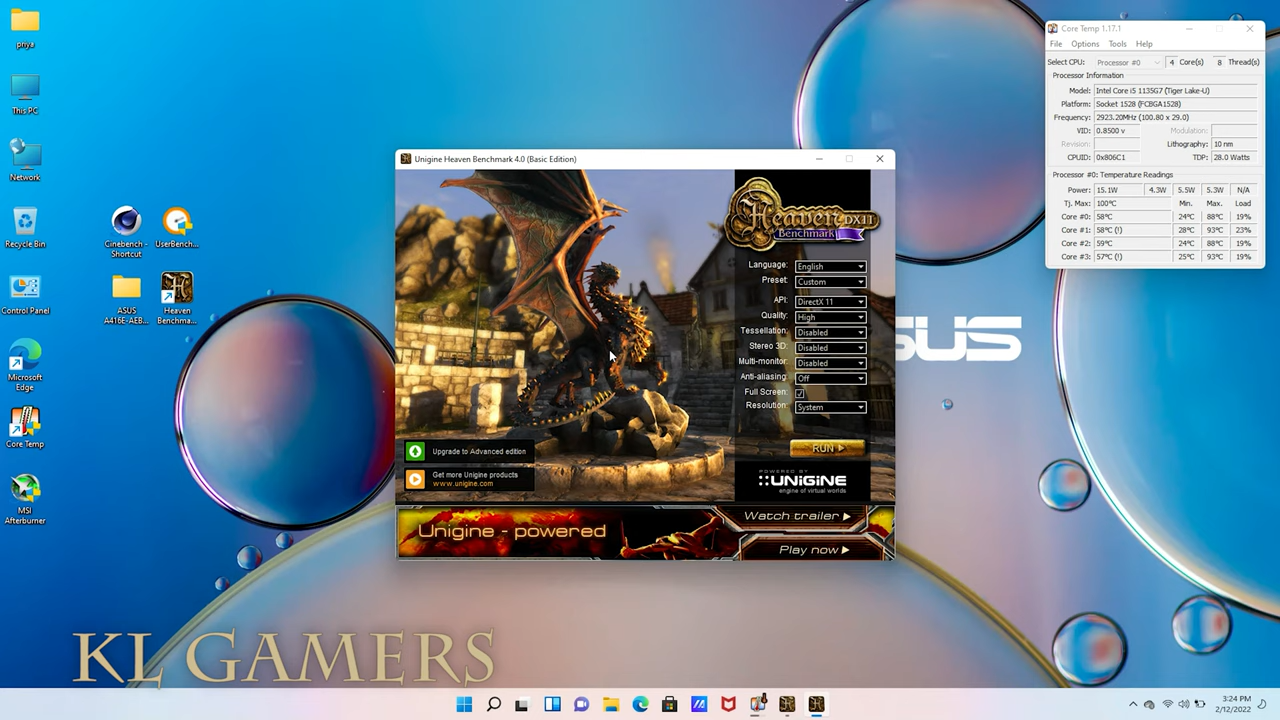 priya
This PC
Network
Recycle Bin
Control Panel
Microsoft
Edge
Core Temp
MSI
Afterburner
Cinebench -
Shortcut
UserBench...
ASUS
A416E-AEB...
Heaven
Benchma...
Unigine Heaven Benchmark 4.0 (Basic Edition)
Heaven DX11
Benchmark
Language: English
Preset: Custom
API: DirectX 11
Quality: High
Tessellation: Disabled
Stereo 3D: Disabled
Multi-monitor: Disabled
Anti-aliasing: Off
Full Screen:
Resolution: System
RUN
Upgrade to Advanced edition
Get more Unigine products
www.unigine.com
POWERED BY
UNIGINE
engine of virtual worlds
Unigine - powered
Watch trailer
Play now
Core Temp 1.17.1
File Options Tools Help
Select CPU: Processor #0 4 Core(s) 8 Thread(s)
Processor Information
Model: Intel Core i5 1135G7 (Tiger Lake-U)
Platform: Socket 1528 (FCBGA1528)
Frequency: 2923.20MHz (100.80 x 29.0)
VID: 0.8500 v Modulation:
Revision: Lithography: 10 nm
CPUID: 0x806C1 TDP: 28.0 Watts
Processor #0: Temperature Readings
Power: 15.1W 4.3W 5.5W 5.3W N/A
Tj. Max: 100°C Min. Max. Load
Core #0: 58°C 24°C 88°C 19%
Core #1: 58°C (!) 28°C 93°C 23%
Core #2: 59°C 24°C 88°C 19%
Core #3: 57°C (!) 25°C 93°C 19%
SUS
KL GAMERS
3:24 PM
2/12/2022